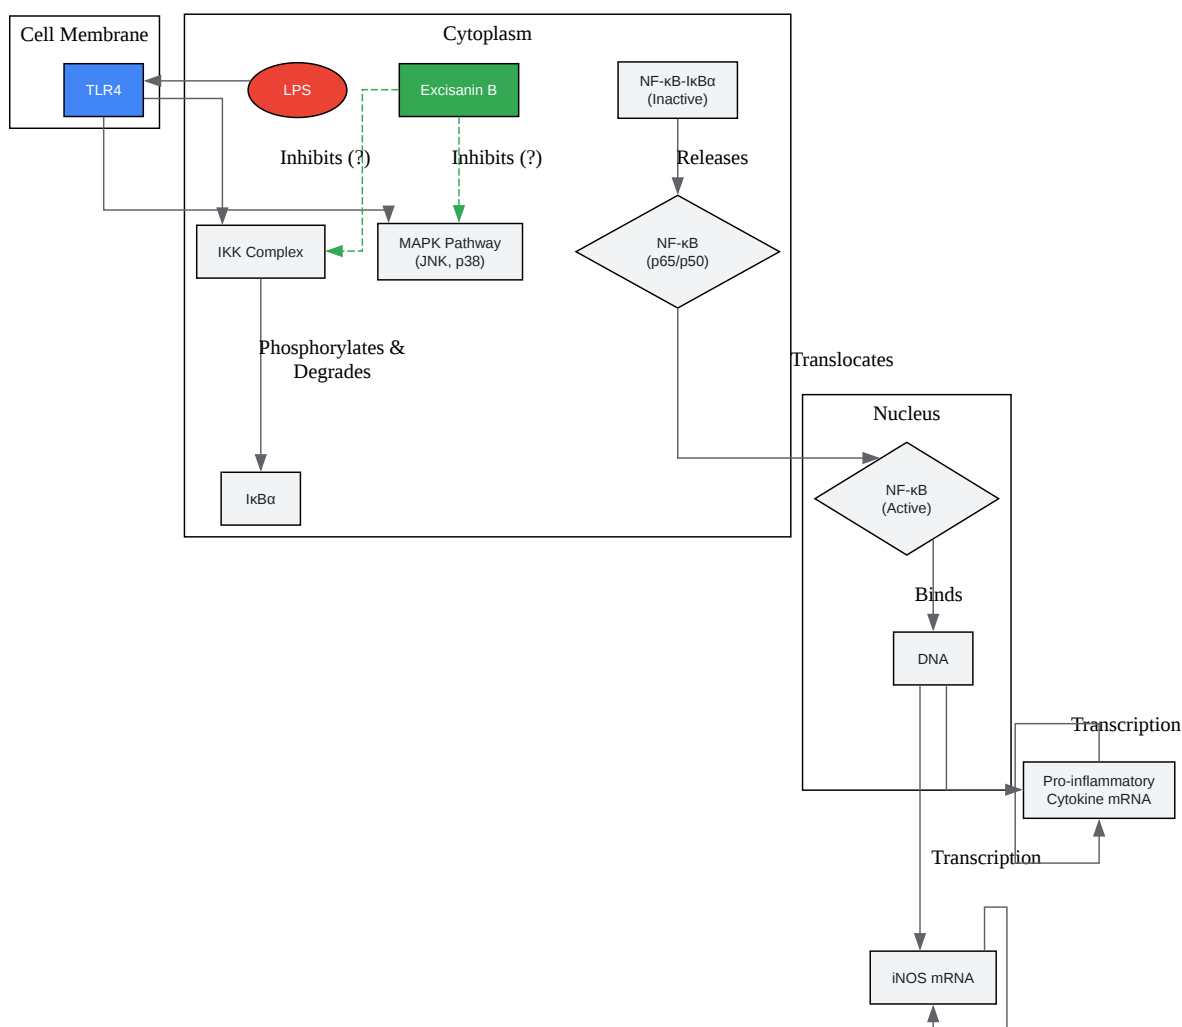 Cell Membrane
Cytoplasm
TLR4
LPS
Excisanin B
NF-κB-IκBα
(Inactive)
Inhibits (?)
Inhibits (?)
Releases
IKK Complex
MAPK Pathway
(JNK, p38)
NF-κB
(p65/p50)
Phosphorylates &
Degrades
Translocates
Nucleus
IκBα
NF-κB
(Active)
Binds
DNA
Transcription
Pro-inflammatory
Cytokine mRNA
Transcription
iNOS mRNA